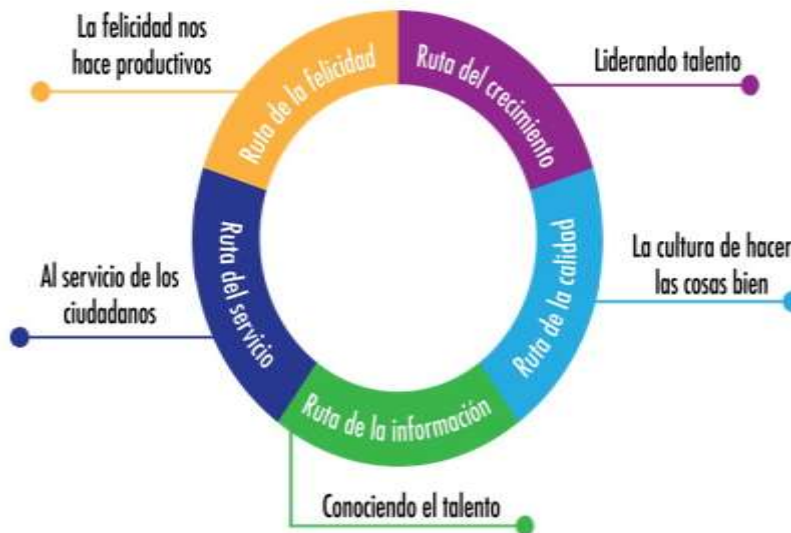 La felicidad nos
hace productivos
Ruta de la felicidad
Ruta del crecimiento
Liderando talento
Ruta de la calidad
La cultura de hacer
las cosas bien
Ruta del servicio
Al servicio de los
ciudadanos
Ruta de la información
Conociendo el talento